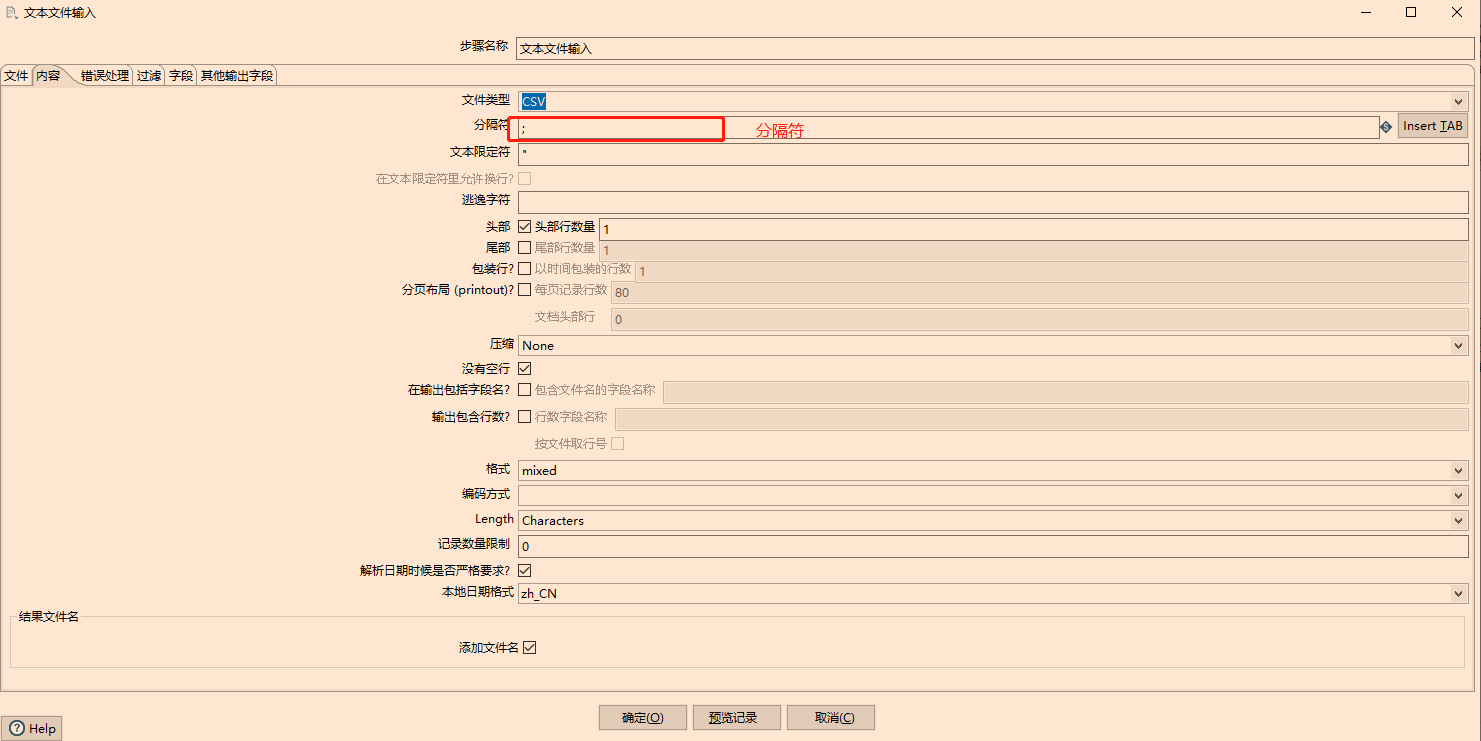 文本文件输入
步骤名称 文本文件输入
文件 内容 错误处理 过滤 字段 其他输出字段
文件类型 CSV
分隔符 ; 分隔符 Insert TAB
文本限定符 "
在文本限定符里允许换行?
逃逸字符
头部 头部行数量 1
尾部 尾部行数量 1
包装行? 以时间包装的行数 1
分页布局 (printout)? 每页记录行数 80
文档头部行 0
压缩 None
没有空行
在输出包括字段名? 包含文件名的字段名称
输出包含行数? 行数字段名称
按文件取行号
格式 mixed
编码方式
Length Characters
记录数量限制 0
解析日期时候是否严格要求?
本地日期格式 zh_CN
结果文件名
添加文件名
确定(O) 预览记录 取消(C)
Help